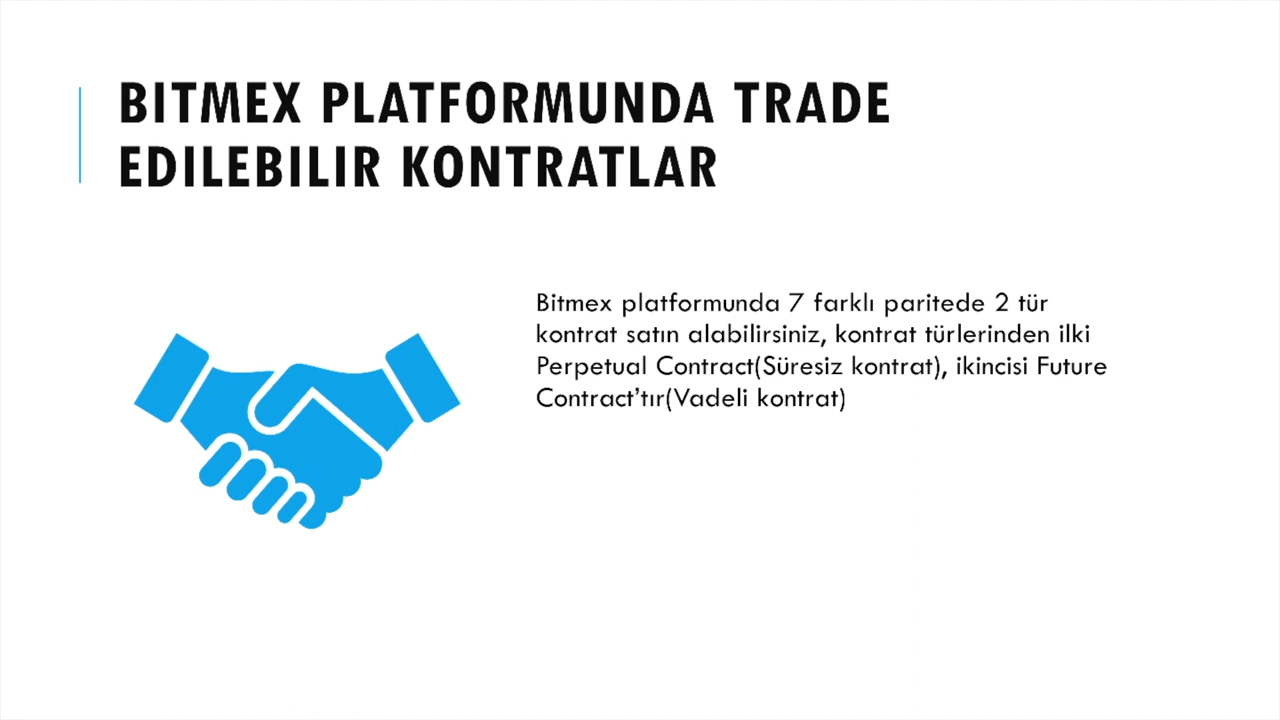 BITMEX PLATFORMUNDA TRADE
EDILEBILIR KONTRATLAR
Bitmex platformunda 7 farklı paritede 2 tür
kontrat satın alabilirsiniz, kontrat türlerinden ilki
Perpetual Contract(Süresiz kontrat), ikincisi Future
Contract’tır(Vadeli kontrat)